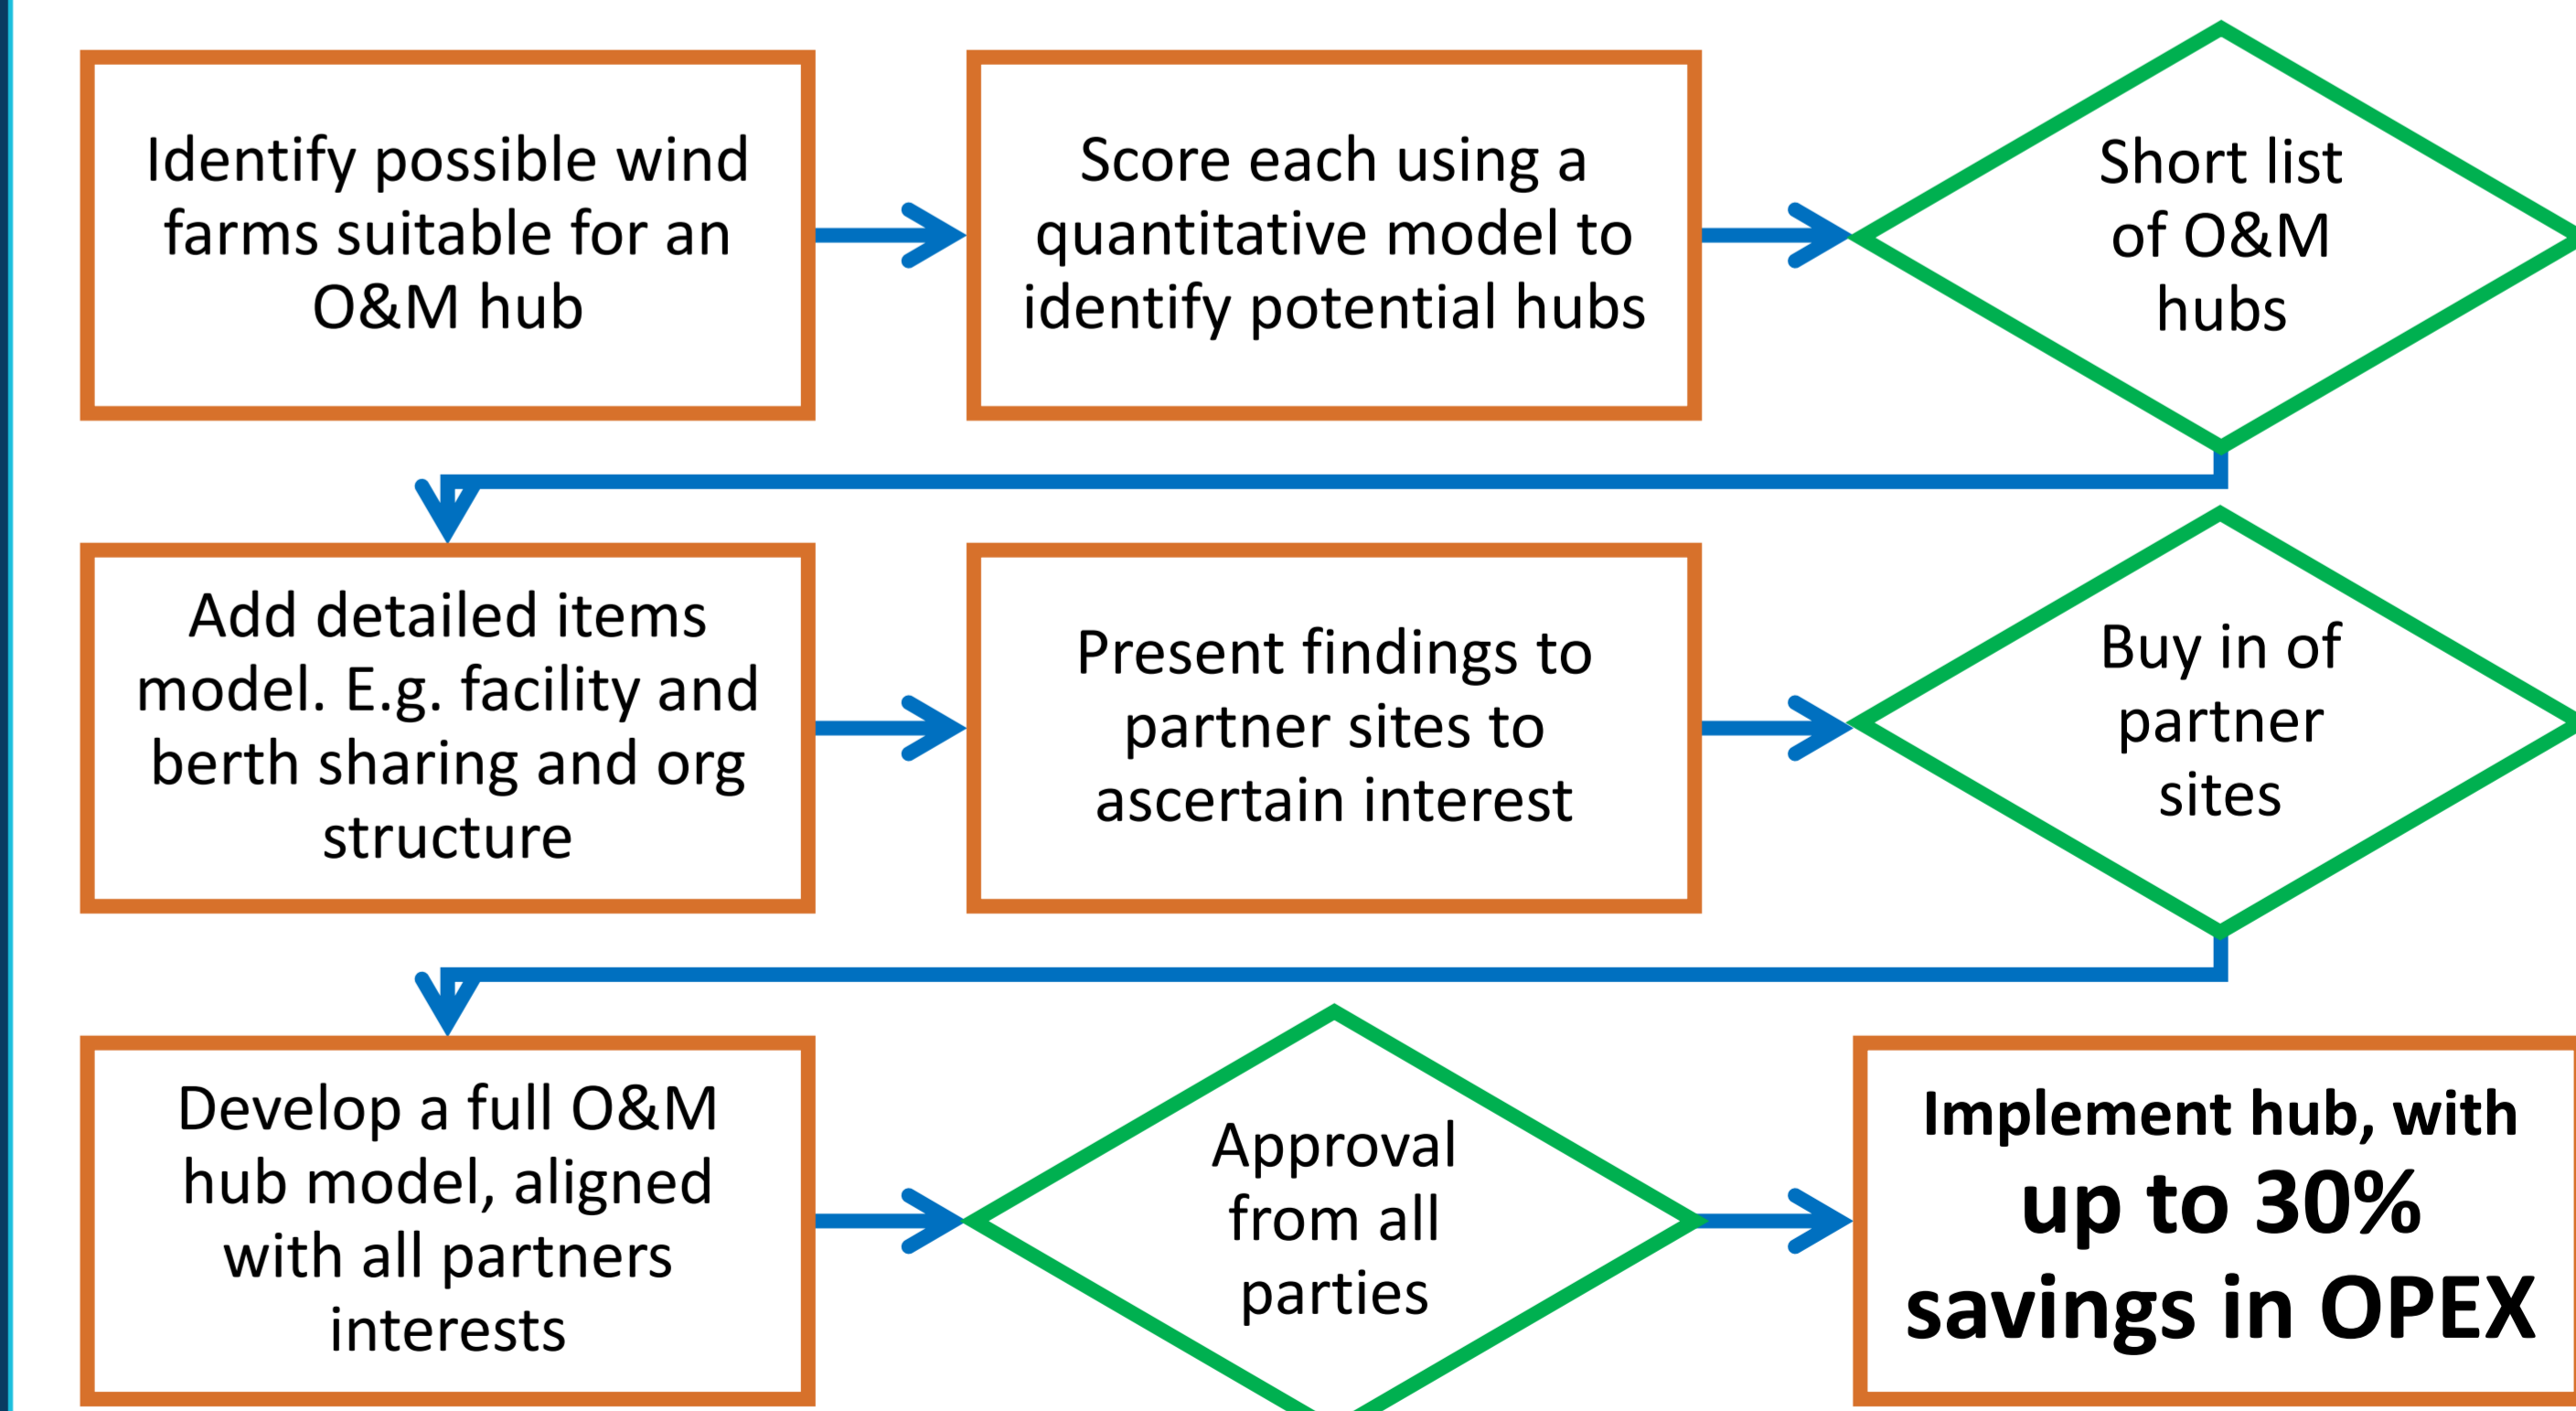 Identify possible wind
farms suitable for an
O&M hub
Score each using a
quantitative model to
identify potential hubs
Short list
of O&M
hubs
Add detailed items
model. E.g. facility and
berth sharing and org
structure
Present findings to
partner sites to
ascertain interest
Buy in of
partner
sites
Develop a full O&M
hub model, aligned
with all partners
interests
Approval
from all
parties
Implement hub, with
up to 30%
savings in OPEX